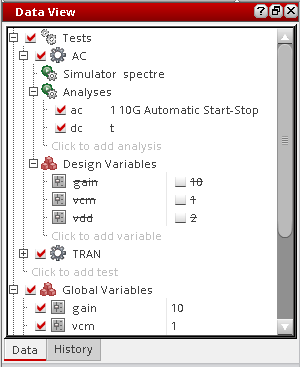 Data View
Tests
AC
Simulator spectre
Analyses
ac 1 10G Automatic Start-Stop
dc t
Click to add analysis
Design Variables
gain 10
vcm 1
vdd 2
Click to add variable
TRAN
Click to add test
Global Variables
gain 10
vcm 1
Data History